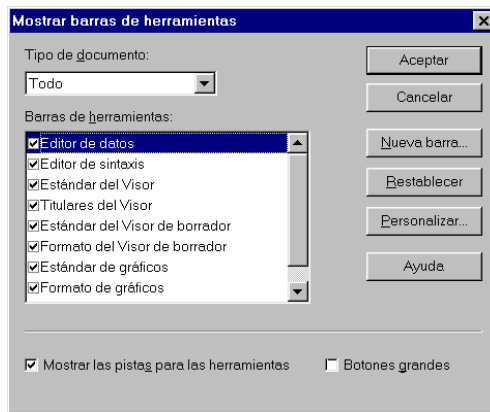 Mostrar barras de herramientas
Tipo de documento:
Todo
Barras de herramientas:
Editor de datos
Editor de sintaxis
Estándar del Visor
Titulares del Visor
Estándar del Visor de borrador
Formato del Visor de borrador
Estándar de gráficos
Formato de gráficos
Aceptar
Cancelar
Nueva barra...
Restablecer
Personalizar...
Ayuda
Mostrar las pistas para las herramientas
Botones grandes